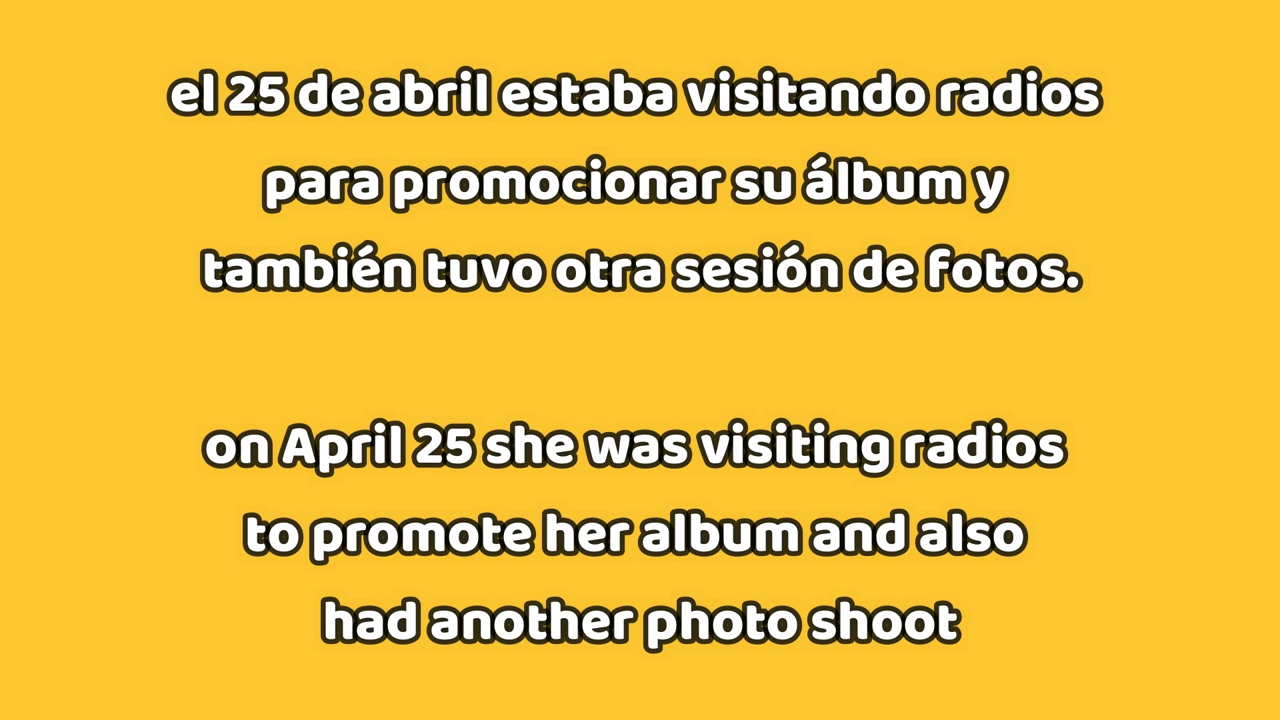 el 25 de abril estaba visitando radios
para promocionar su álbum y
también tuvo otra sesión de fotos.
on April 25 she was visiting radios
to promote her album and also
had another photo shoot